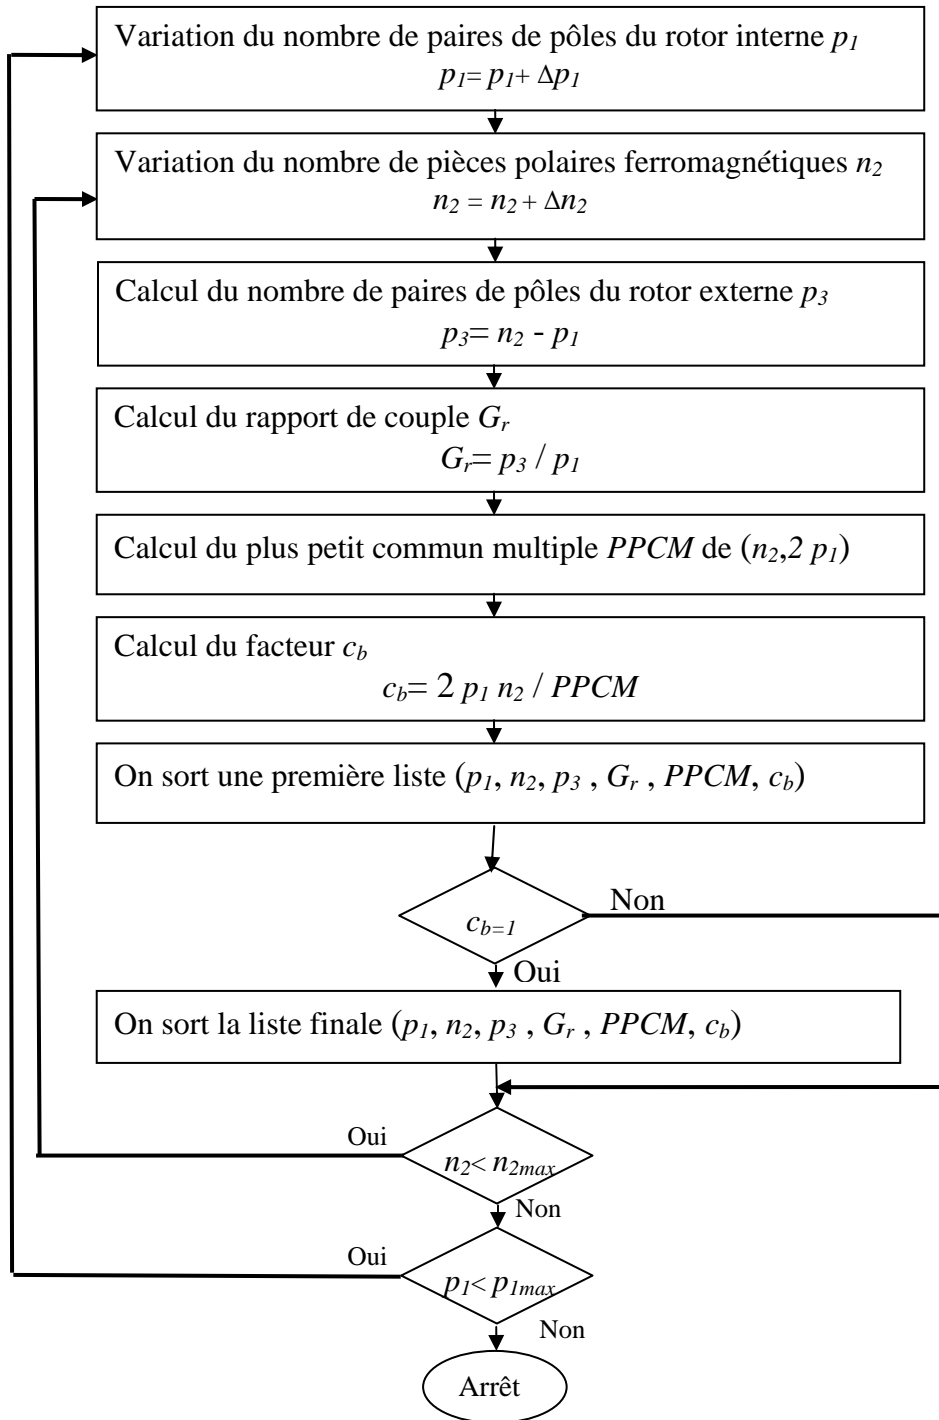 Variation du nombre de paires de pôles du rotor interne p1
p1= p1+ Δp1
Variation du nombre de pièces polaires ferromagnétiques n2
n2 = n2 + Δn2
Calcul du nombre de paires de pôles du rotor externe p3
p3= n2 - p1
Calcul du rapport de couple Gr
Gr= p3 / p1
Calcul du plus petit commun multiple PPCM de (n2,2 p1)
Calcul du facteur cb
cb= 2 p1 n2 / PPCM
On sort une première liste (p1, n2, p3 , Gr , PPCM, cb)
Non
cb=1
Oui
On sort la liste finale (p1, n2, p3 , Gr , PPCM, cb)
Oui
n2< n2max
Non
Oui
p1< p1max
Non
Arrêt